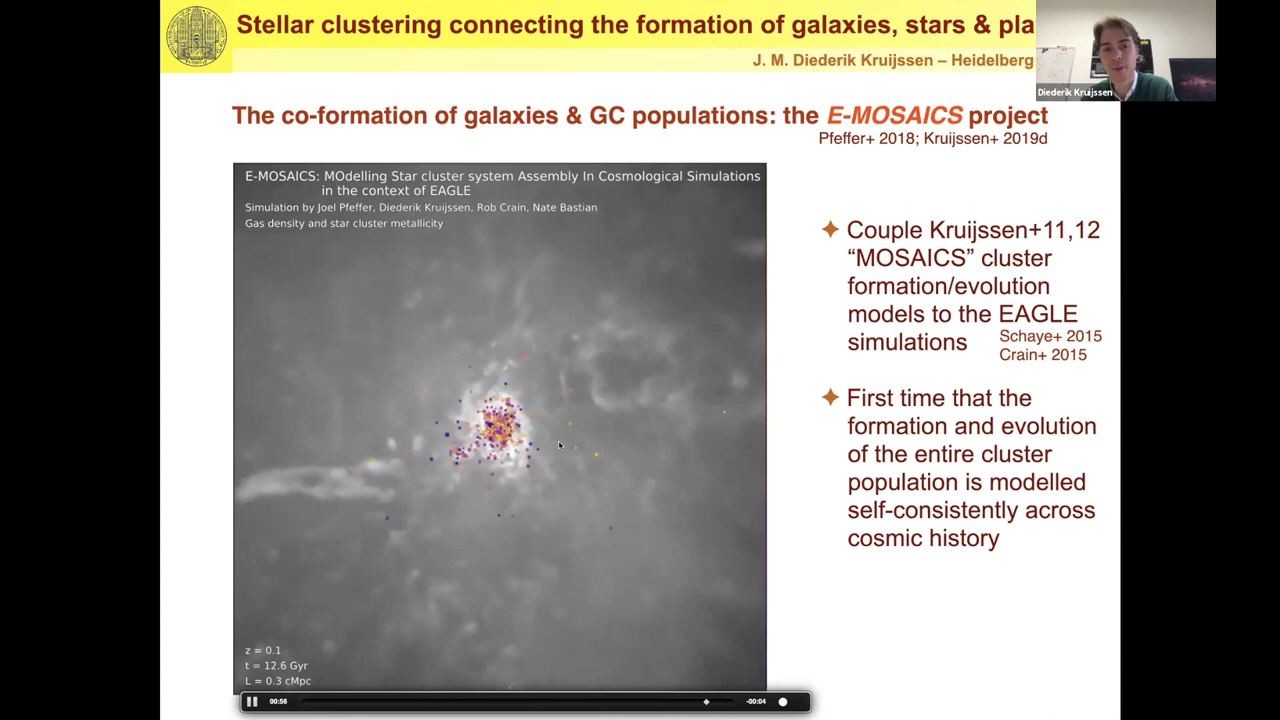 Stellar clustering connecting the formation of galaxies, stars & pla
J. M. Diederik Kruijssen – Heidelberg
Diederik Kruijssen
The co-formation of galaxies & GC populations: the E-MOSAICS project
Pfeffer+ 2018; Kruijssen+ 2019d
E-MOSAICS: MOdelling Star cluster system Assembly In Cosmological Simulations
in the context of EAGLE
Simulation by Joel Pfeffer, Diederik Kruijssen, Rob Crain, Nate Bastian
Gas density and star cluster metallicity
z = 0.1
t = 12.6 Gyr
L = 0.3 cMpc
00:56
-00:04
✦ Couple Kruijssen+11,12
“MOSAICS” cluster
formation/evolution
models to the EAGLE
simulations
Schaye+ 2015
Crain+ 2015
✦ First time that the
formation and evolution
of the entire cluster
population is modelled
self-consistently across
cosmic history